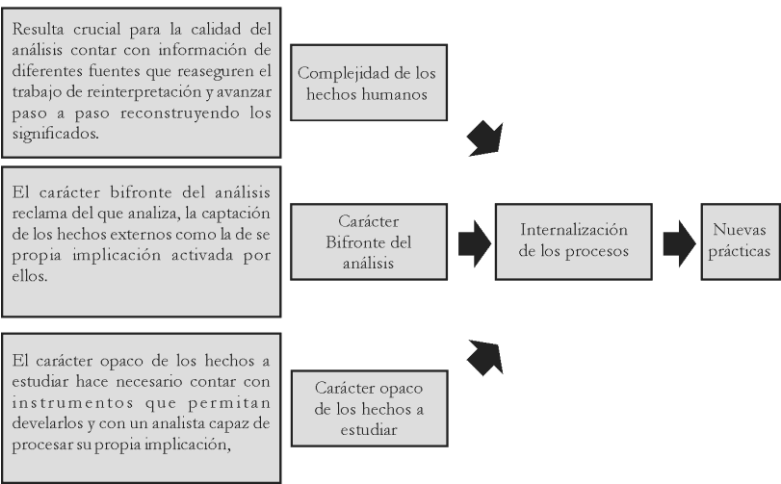 Resulta crucial para la calidad del
análisis contar con información de
diferentes fuentes que reaseguren el
trabajo de reinterpretación y avanzar
paso a paso reconstruyendo los
significados.
Complejidad de los
hechos humanos
El carácter bifronte del análisis
reclama del que analiza, la captación
de los hechos externos como la de se
propia implicación activada por
ellos.
Carácter
Bifronte del
análisis
Internalización
de los procesos
Nuevas
prácticas
El carácter opaco de los hechos a
estudiar hace necesario contar con
instrumentos que permitan
develarlos y con un analista capaz de
procesar su propia implicación,
Carácter opaco
de los hechos a
estudiar